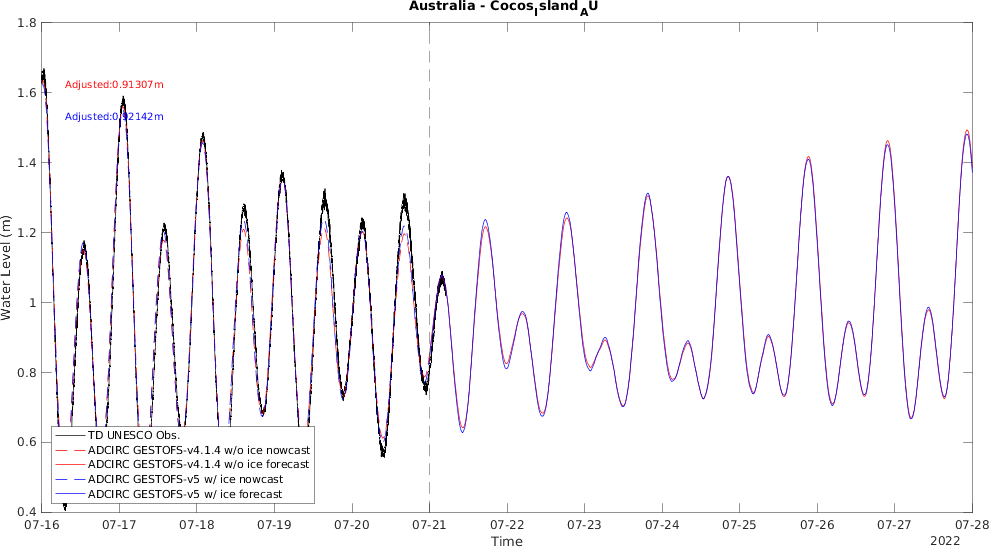 Australia - CocosIslandAU
Water Level (m)
1.8
1.6
1.4
1.2
1
0.8
0.6
0.4
Adjusted:0.91307m
Adjusted:0.92142m
TD UNESCO Obs.
ADCIRC GESTOFS-v4.1.4 w/o ice nowcast
ADCIRC GESTOFS-v4.1.4 w/o ice forecast
ADCIRC GESTOFS-v5 w/ ice nowcast
ADCIRC GESTOFS-v5 w/ ice forecast
07-16 07-17 07-18 07-19 07-20 07-21 07-22 07-23 07-24 07-25 07-26 07-27 07-28
Time
2022